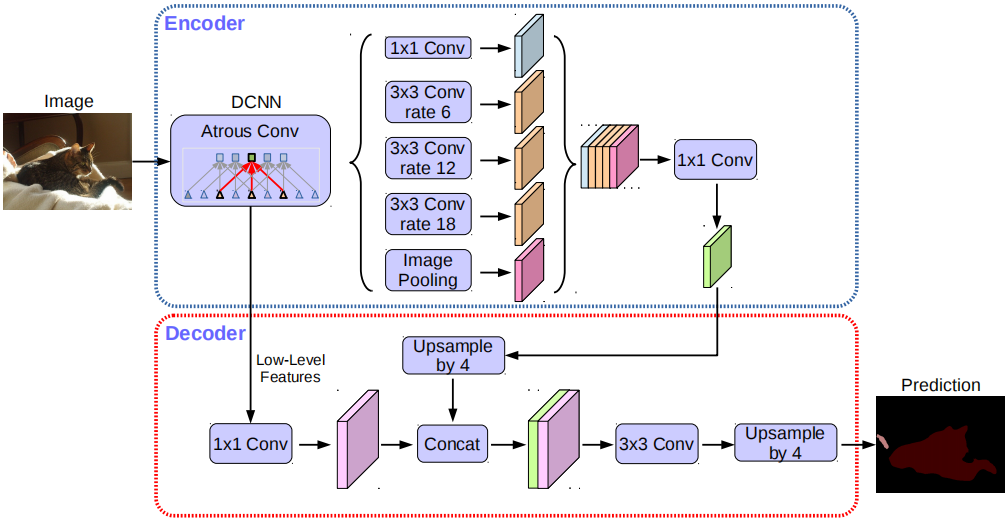 Encoder
Image
DCNN
Atrous Conv
1x1 Conv
3x3 Conv
rate 6
3x3 Conv
rate 12
3x3 Conv
rate 18
Image
Pooling
1x1 Conv
Decoder
Low-Level
Features
Upsample
by 4
1x1 Conv
Concat
3x3 Conv
Upsample
by 4
Prediction